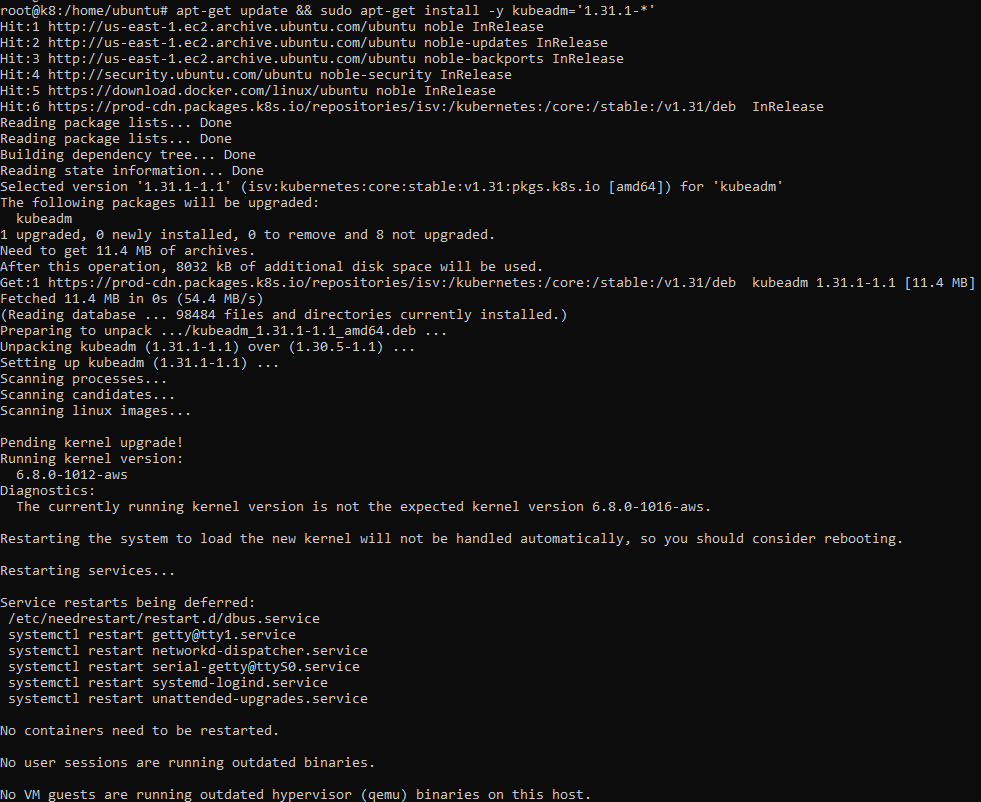 root@k8:/home/ubuntu# apt-get update && sudo apt-get install -y kubeadm='1.31.1-*'
Hit:1 http://us-east-1.ec2.archive.ubuntu.com/ubuntu noble InRelease
Hit:2 http://us-east-1.ec2.archive.ubuntu.com/ubuntu noble-updates InRelease
Hit:3 http://us-east-1.ec2.archive.ubuntu.com/ubuntu noble-backports InRelease
Hit:4 http://security.ubuntu.com/ubuntu noble-security InRelease
Hit:5 https://download.docker.com/linux/ubuntu noble InRelease
Hit:6 https://prod-cdn.packages.k8s.io/repositories/isv:/kubernetes:/core:/stable:/v1.31/deb  InRelease
Reading package lists... Done
Reading package lists... Done
Building dependency tree... Done
Reading state information... Done
Selected version '1.31.1-1.1' (isv:kubernetes:core:stable:v1.31:pkgs.k8s.io [amd64]) for 'kubeadm'
The following packages will be upgraded:
  kubeadm
1 upgraded, 0 newly installed, 0 to remove and 8 not upgraded.
Need to get 11.4 MB of archives.
After this operation, 8032 kB of additional disk space will be used.
Get:1 https://prod-cdn.packages.k8s.io/repositories/isv:/kubernetes:/core:/stable:/v1.31/deb  kubeadm 1.31.1-1.1 [11.4 MB]
Fetched 11.4 MB in 0s (54.4 MB/s)
(Reading database ... 98484 files and directories currently installed.)
Preparing to unpack .../kubeadm_1.31.1-1.1_amd64.deb ...
Unpacking kubeadm (1.31.1-1.1) over (1.30.5-1.1) ...
Setting up kubeadm (1.31.1-1.1) ...
Scanning processes...
Scanning candidates...
Scanning linux images...

Pending kernel upgrade!
Running kernel version:
  6.8.0-1012-aws
Diagnostics:
  The currently running kernel version is not the expected kernel version 6.8.0-1016-aws.

Restarting the system to load the new kernel will not be handled automatically, so you should consider rebooting.

Restarting services...

Service restarts being deferred:
 /etc/needrestart/restart.d/dbus.service
 systemctl restart getty@tty1.service
 systemctl restart networkd-dispatcher.service
 systemctl restart serial-getty@ttyS0.service
 systemctl restart systemd-logind.service
 systemctl restart unattended-upgrades.service

No containers need to be restarted.

No user sessions are running outdated binaries.

No VM guests are running outdated hypervisor (qemu) binaries on this host.